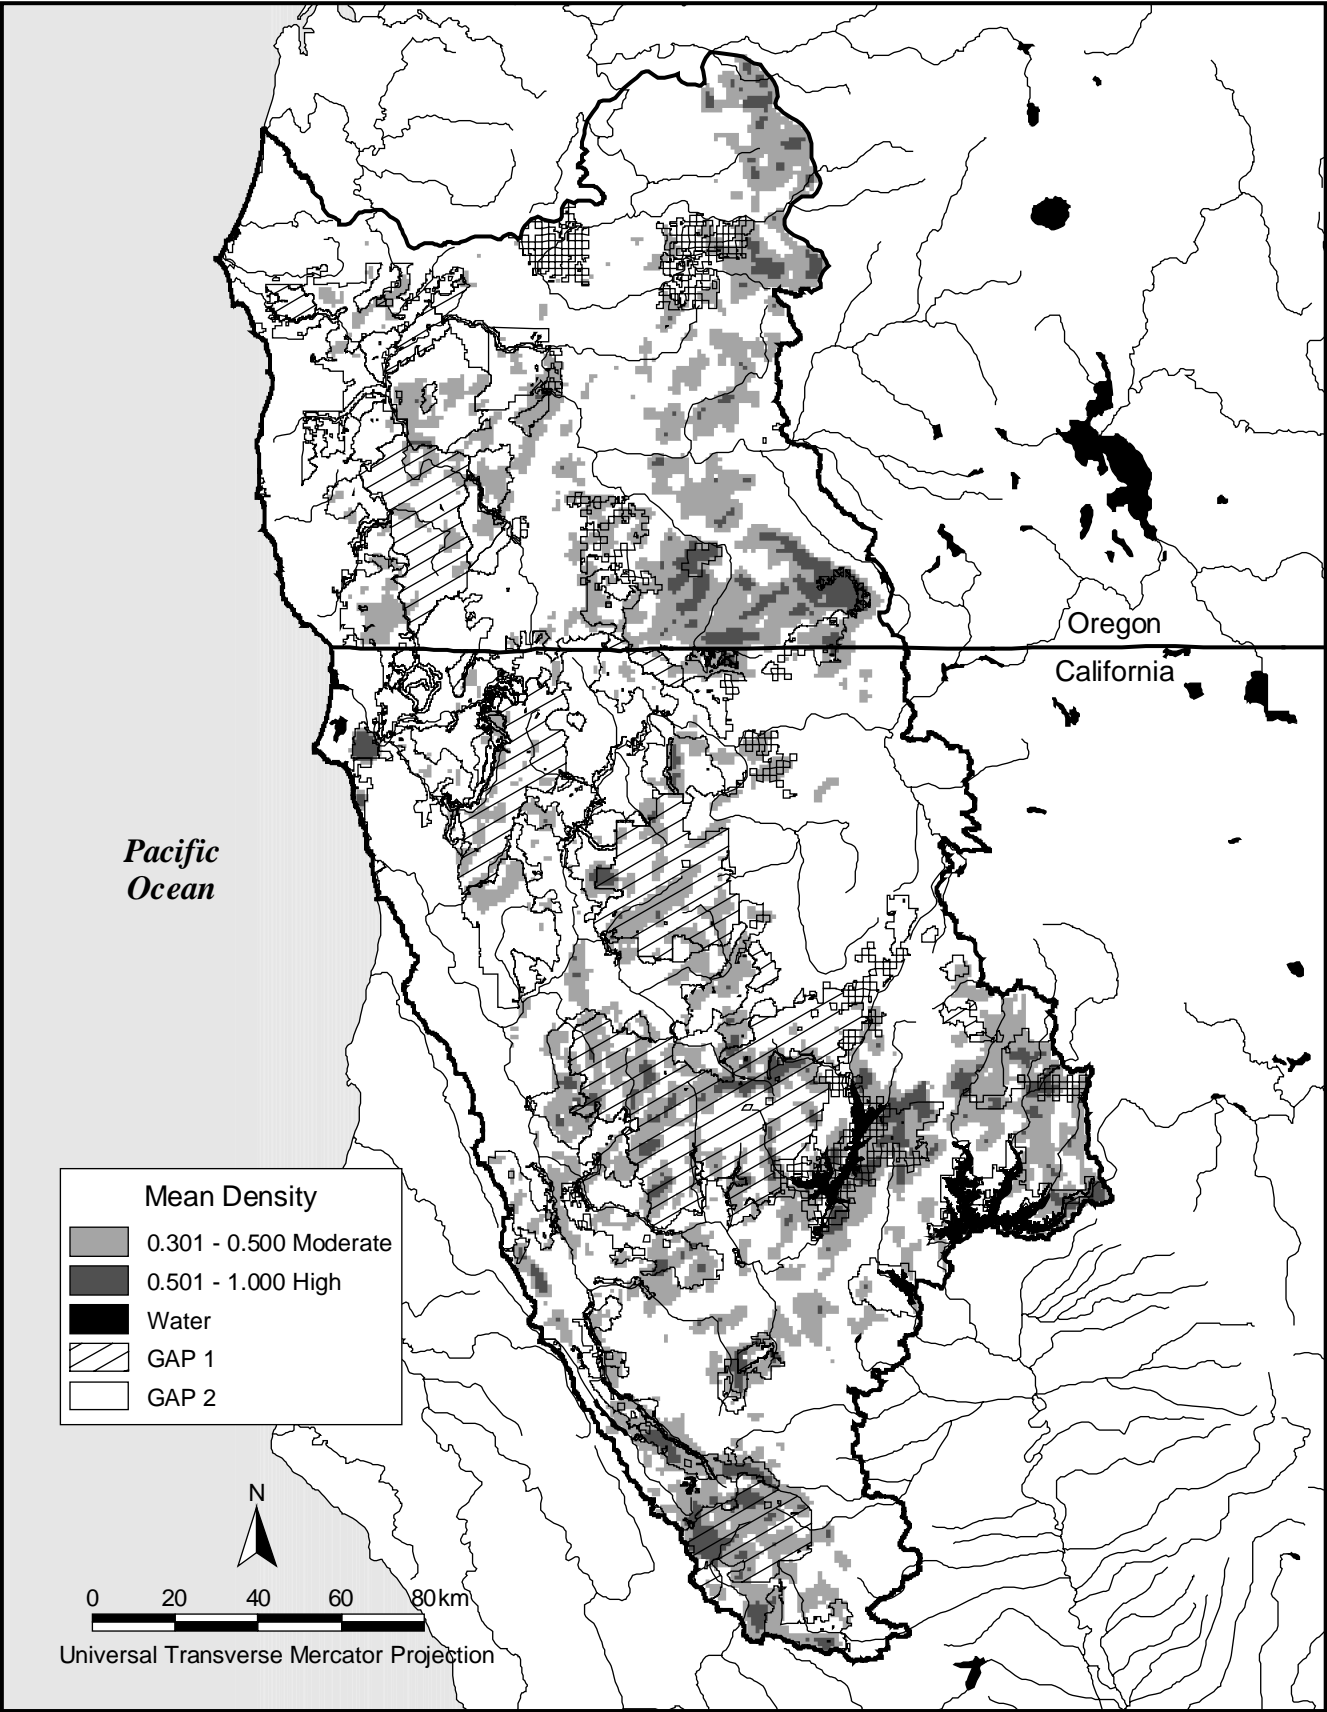 Oregon
California
Pacific
Ocean
Mean Density
0.301 - 0.500 Moderate
0.501 - 1.000 High
Water
GAP 1
GAP 2
N
0 20 40 60 80km
Universal Transverse Mercator Projection